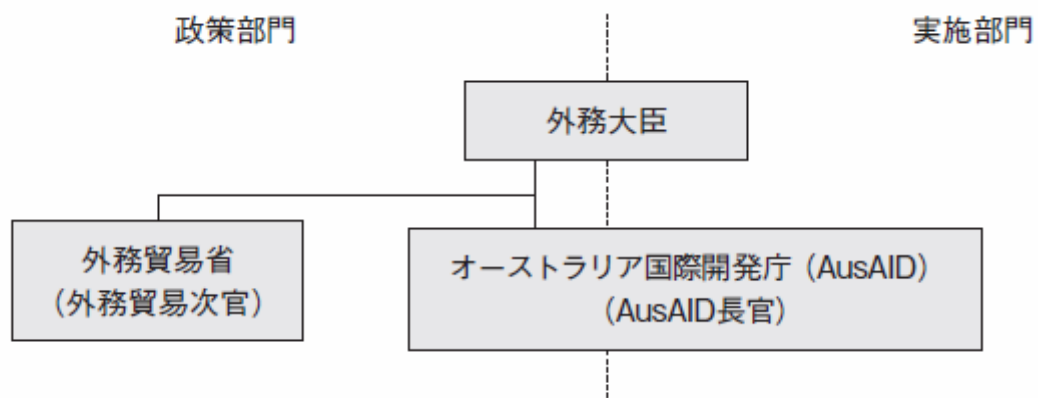 政策部門
実施部門
外務大臣
外務貿易省
（外務貿易次官）
オーストラリア国際開発庁（AusAID）
（AusAID長官）